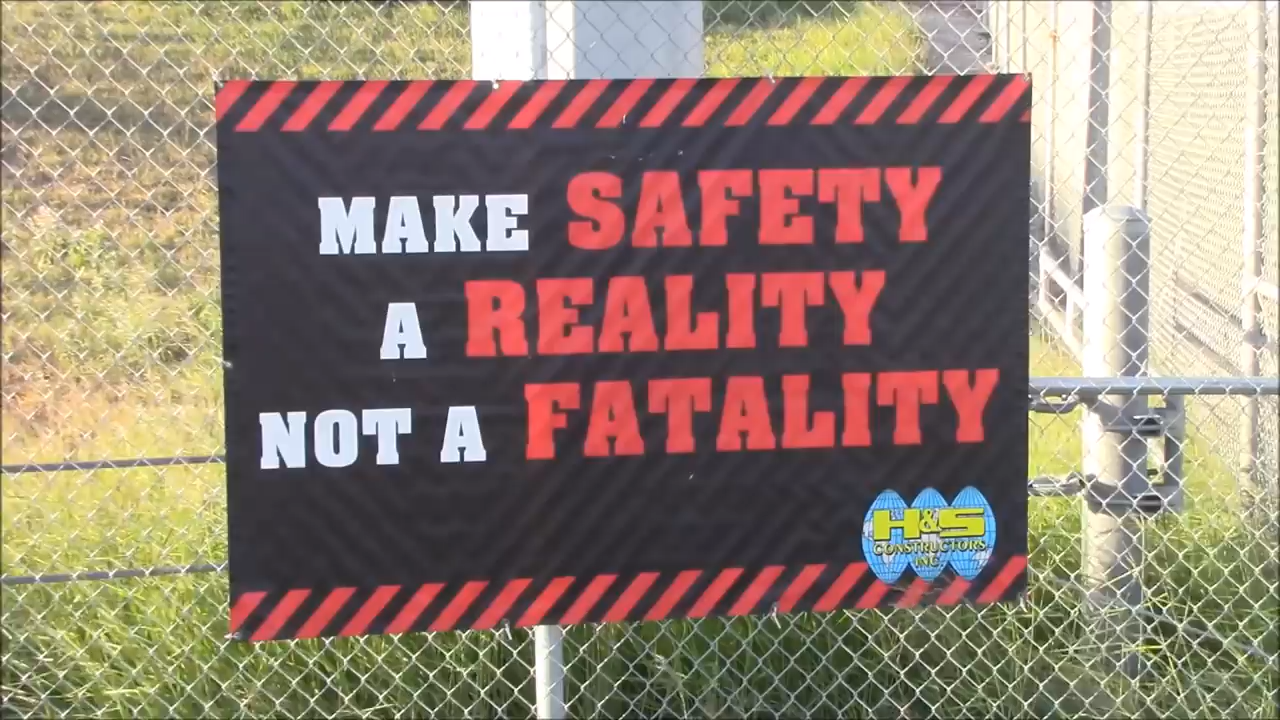 MAKE SAFETY
A REALITY
NOT A FATALITY
H&S
CONSTRUCTORS
INC